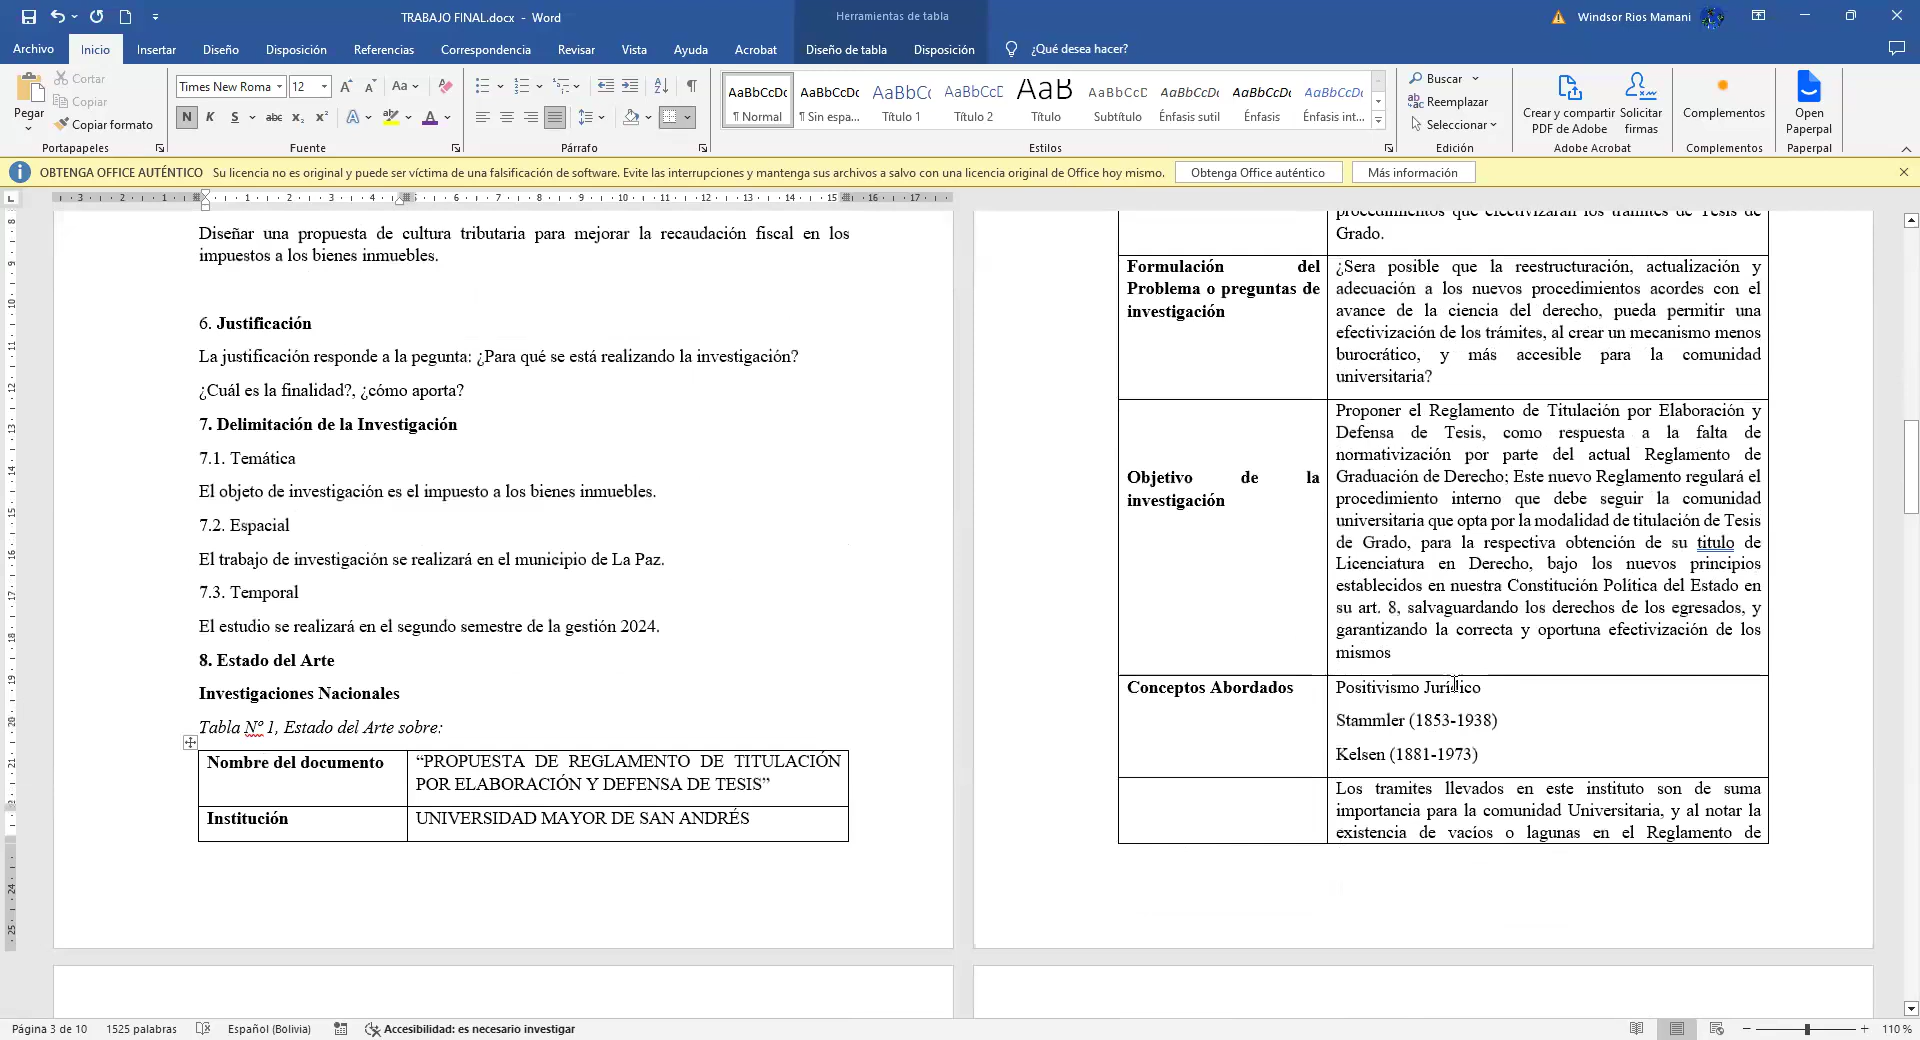 TRABAJO FINAL.docx - Word
Herramientas de tabla
Windsor Rios Mamani
Archivo Inicio Insertar Diseño Disposición Referencias Correspondencia Revisar Vista Ayuda Acrobat Diseño de tabla Disposición ¿Qué desea hacer?
Pegar
Cortar
Copiar
Copiar formato
Portapapeles
Times New Roma 12
N K S abc x₂ x²
Fuente
Párrafo
AaBbCcDc AaBbCcDc AaBbCc AaBbCcD AaB AaBbCcD AaBbCcDc AaBbCcDc AaBbCcDc
¶ Normal ¶ Sin espa... Título 1 Título 2 Título Subtítulo Énfasis sutil Énfasis Énfasis int...
Estilos
Buscar
Reemplazar
Seleccionar
Edición
Crear y compartir PDF de Adobe
Solicitar firmas
Adobe Acrobat
Complementos
Complementos
Open Paperpal
Paperpal
OBTENGA OFFICE AUTÉNTICO Su licencia no es original y puede ser víctima de una falsificación de software. Evite las interrupciones y mantenga sus archivos a salvo con una licencia original de Office hoy mismo. Obtenga Office auténtico Más información
Diseñar una propuesta de cultura tributaria para mejorar la recaudación fiscal en los
impuestos a los bienes inmuebles.
6. Justificación
La justificación responde a la pegunta: ¿Para qué se está realizando la investigación?
¿Cuál es la finalidad?, ¿cómo aporta?
7. Delimitación de la Investigación
7.1. Temática
El objeto de investigación es el impuesto a los bienes inmuebles.
7.2. Espacial
El trabajo de investigación se realizará en el municipio de La Paz.
7.3. Temporal
El estudio se realizará en el segundo semestre de la gestión 2024.
8. Estado del Arte
Investigaciones Nacionales
Tabla Nº 1, Estado del Arte sobre:
Nombre del documento
“PROPUESTA DE REGLAMENTO DE TITULACIÓN
POR ELABORACIÓN Y DEFENSA DE TESIS”
Institución
UNIVERSIDAD MAYOR DE SAN ANDRÉS
procedimientos que efectivizaran los tramites de Tesis de
Grado.
Formulación del
Problema o preguntas de
investigación
¿Sera posible que la reestructuración, actualización y
adecuación a los nuevos procedimientos acordes con el
avance de la ciencia del derecho, pueda permitir una
efectivización de los trámites, al crear un mecanismo menos
burocrático, y más accesible para la comunidad
universitaria?
Objetivo de la
investigación
Proponer el Reglamento de Titulación por Elaboración y
Defensa de Tesis, como respuesta a la falta de
normativización por parte del actual Reglamento de
Graduación de Derecho; Este nuevo Reglamento regulará el
procedimiento interno que debe seguir la comunidad
universitaria que opta por la modalidad de titulación de Tesis
de Grado, para la respectiva obtención de su titulo de
Licenciatura en Derecho, bajo los nuevos principios
establecidos en nuestra Constitución Política del Estado en
su art. 8, salvaguardando los derechos de los egresados, y
garantizando la correcta y oportuna efectivización de los
mismos
Conceptos Abordados
Positivismo Jurídico
Stammler (1853-1938)
Kelsen (1881-1973)
Los tramites llevados en este instituto son de suma
importancia para la comunidad Universitaria, y al notar la
existencia de vacíos o lagunas en el Reglamento de
Página 3 de 10 1525 palabras Español (Bolivia) Accesibilidad: es necesario investigar 110 %